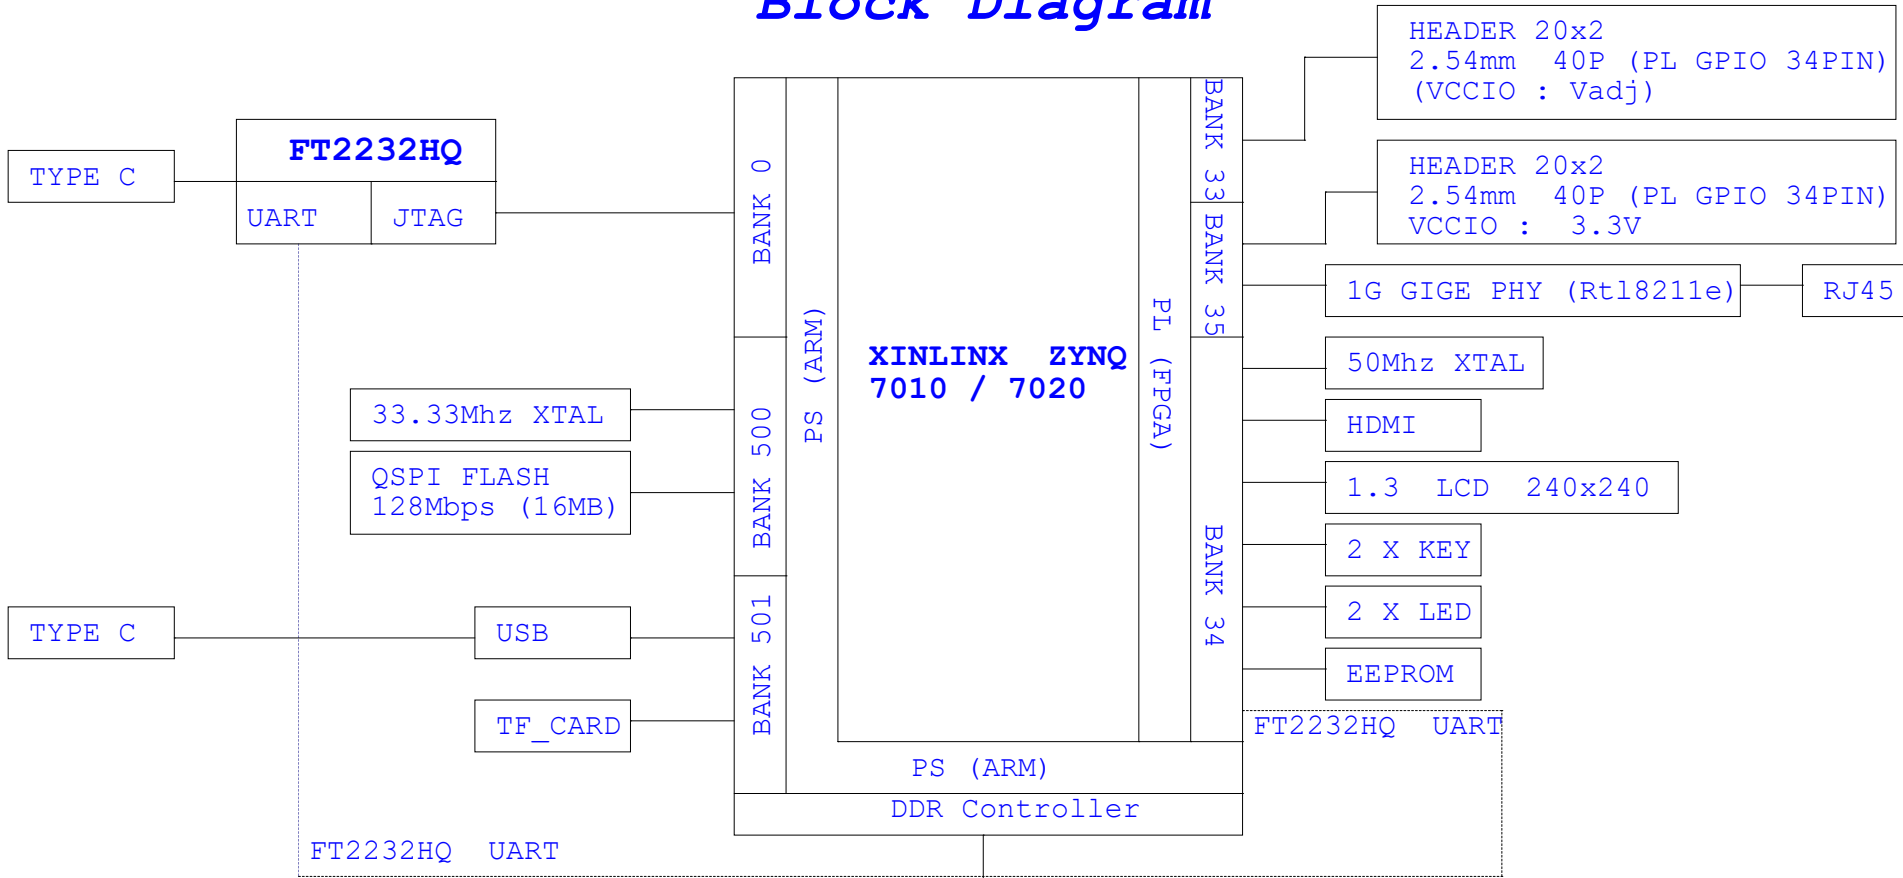 Block Diagram
HEADER 20x2
2.54mm 40P (PL GPIO 34PIN)
(VCCIO : Vadj)
HEADER 20x2
2.54mm 40P (PL GPIO 34PIN)
VCCIO : 3.3V
TYPE C
FT2232HQ
UART
JTAG
BANK 0
PS (ARM)
XINLINX ZYNQ
7010 / 7020
PL (FPGA)
BANK 33
BANK 35
1G GIGE PHY (Rtl8211e)
RJ45
50Mhz XTAL
33.33Mhz XTAL
HDMI
QSPI FLASH
128Mbps (16MB)
BANK 500
1.3 LCD 240x240
BANK 34
2 X KEY
2 X LED
TYPE C
USB
BANK 501
EEPROM
TF_CARD
FT2232HQ UART
PS (ARM)
DDR Controller
FT2232HQ UART